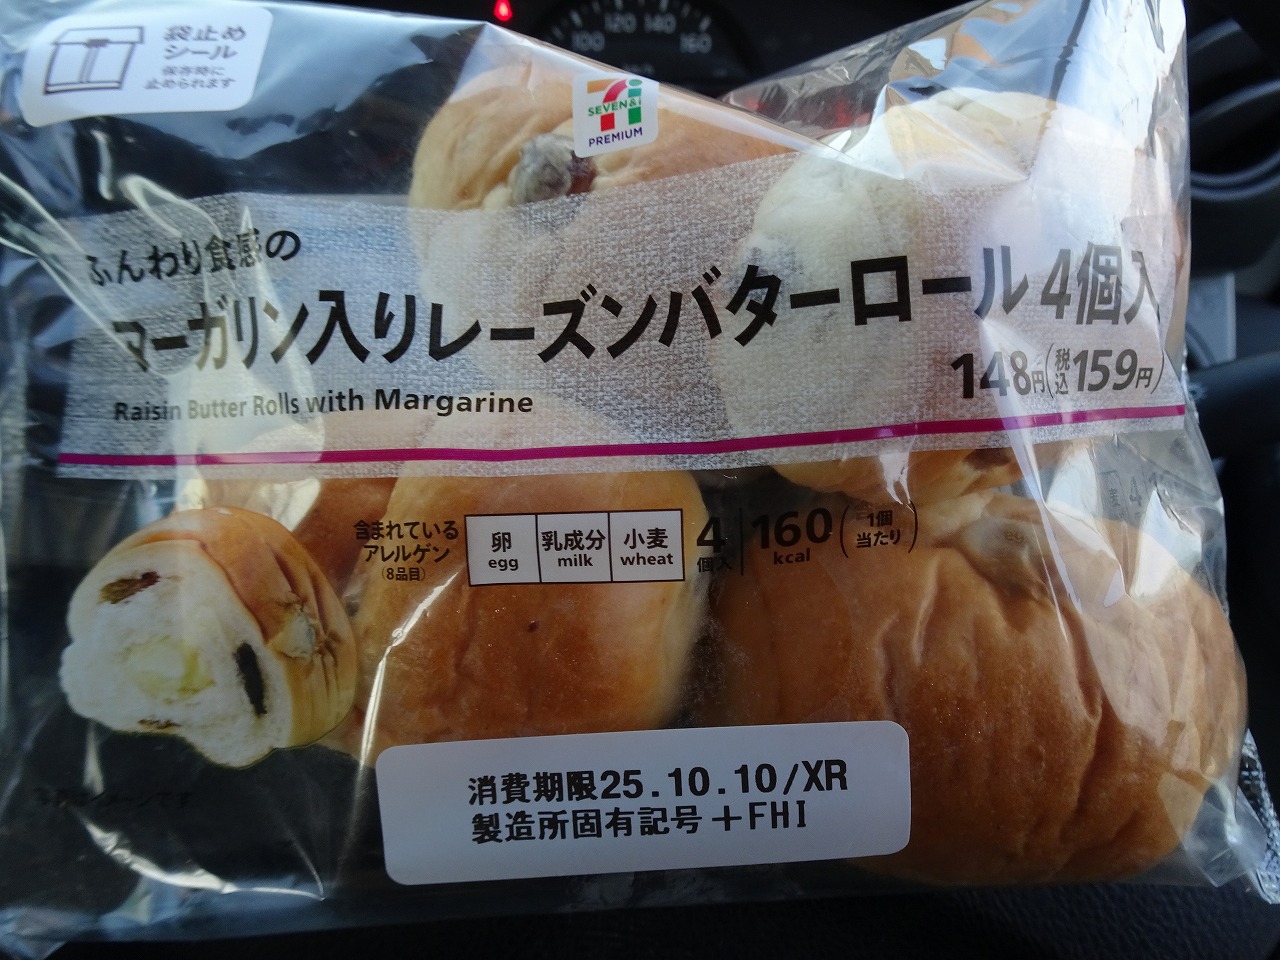 100 120 140 160
袋止め
シール
保存時に
止められます
SEVEN&i
PREMIUM
ふんわり食感の
マーガリン入りレーズンバターロール 4個入
148円(税込159円)
Raisin Butter Rolls with Margarine
含まれている
アレルゲン
(8品目)
卵 乳成分 小麦
egg milk wheat
4個入 160kcal (1個当たり)
消費期限25.10.10/XR
製造所固有記号+FHI